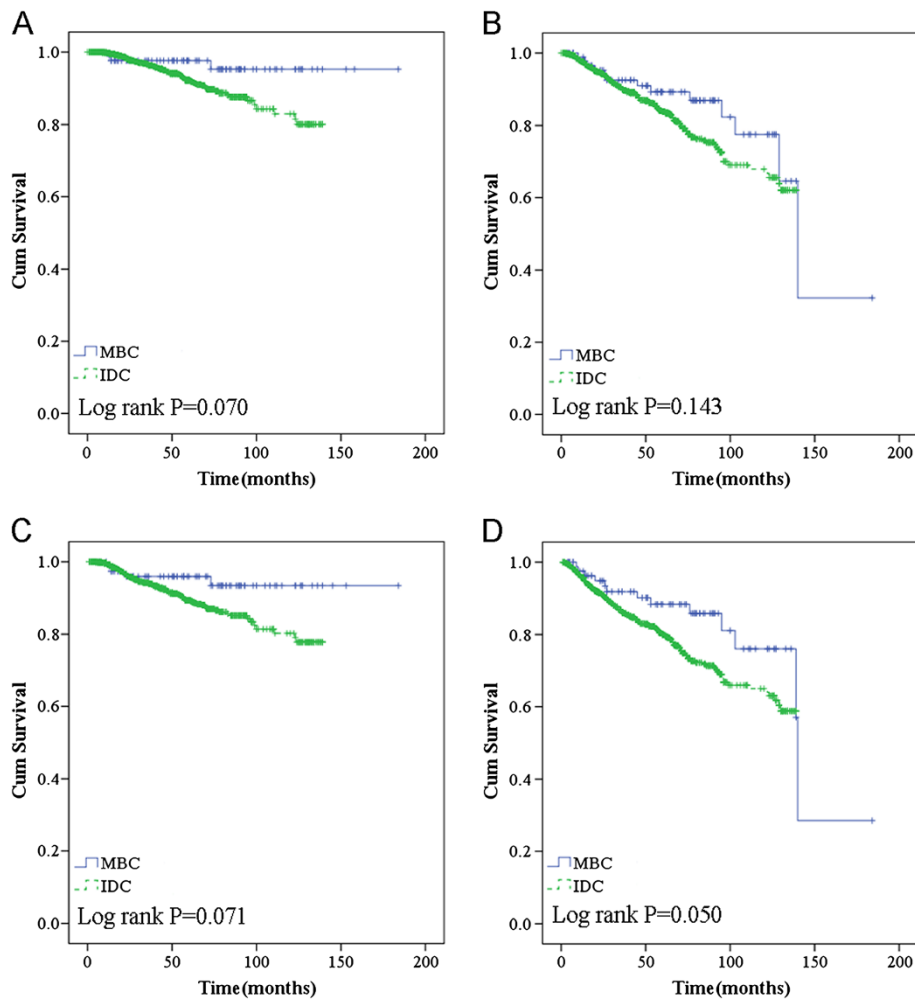 A
Cum Survival
1.0
0.8
0.6
0.4
0.2
0.0
MBC
IDC
Log rank P=0.070
0 50 100 150 200
Time(months)
B
Cum Survival
1.0
0.8
0.6
0.4
0.2
0.0
MBC
IDC
Log rank P=0.143
0 50 100 150 200
Time(months)
C
Cum Survival
1.0
0.8
0.6
0.4
0.2
0.0
MBC
IDC
Log rank P=0.071
0 50 100 150 200
Time(months)
D
Cum Survival
1.0
0.8
0.6
0.4
0.2
0.0
MBC
IDC
Log rank P=0.050
0 50 100 150 200
Time(months)